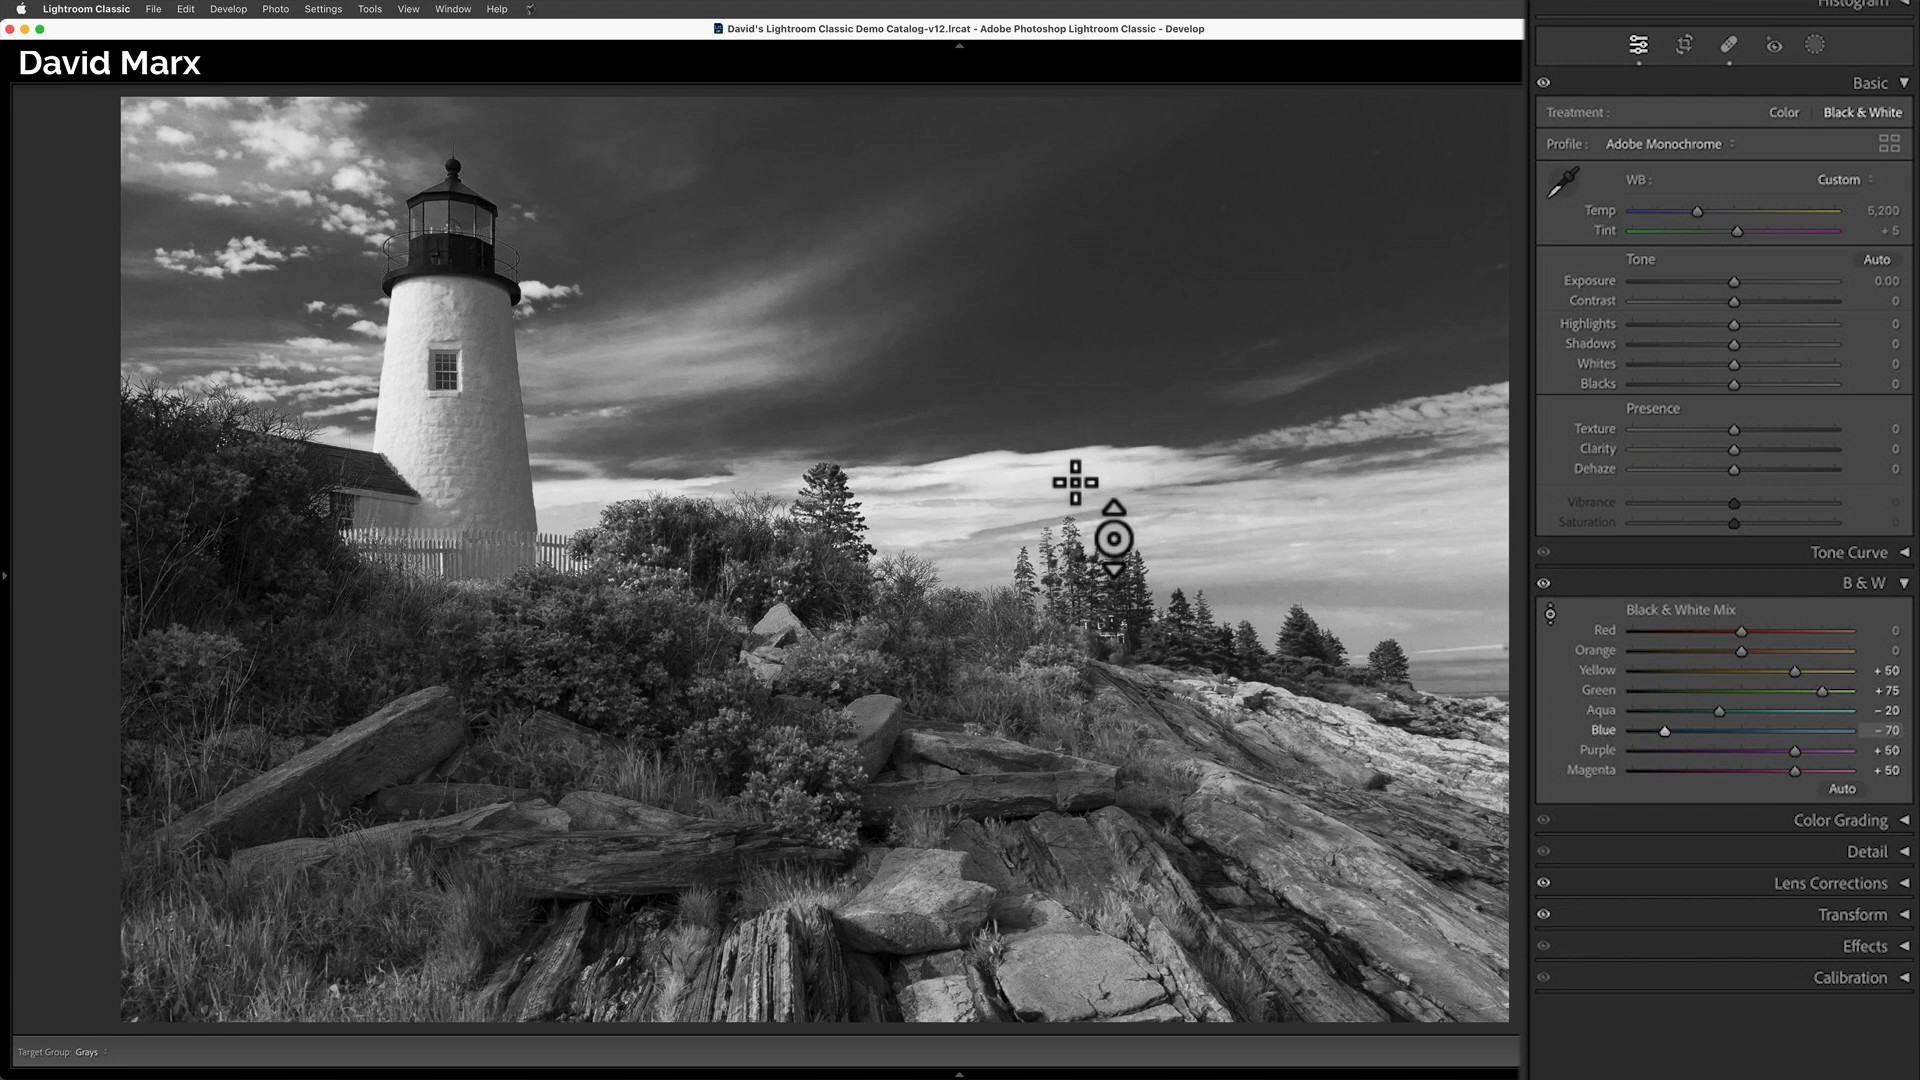 Lightroom Classic File Edit Develop Photo Settings Tools View Window Help
David's Lightroom Classic Demo Catalog-v12.lrcat - Adobe Photoshop Lightroom Classic - Develop
David Marx
Histogram
Basic
Treatment : Color Black & White
Profile : Adobe Monochrome
WB : Custom
Temp 5,200
Tint + 5
Tone Auto
Exposure 0.00
Contrast 0
Highlights 0
Shadows 0
Whites 0
Blacks 0
Presence
Texture 0
Clarity 0
Dehaze 0
Vibrance 0
Saturation 0
Tone Curve
B & W
Black & White Mix
Red 0
Orange 0
Yellow + 50
Green + 75
Aqua - 20
Blue - 70
Purple + 50
Magenta + 50
Auto
Color Grading
Detail
Lens Corrections
Transform
Effects
Calibration
Target Group: Grays